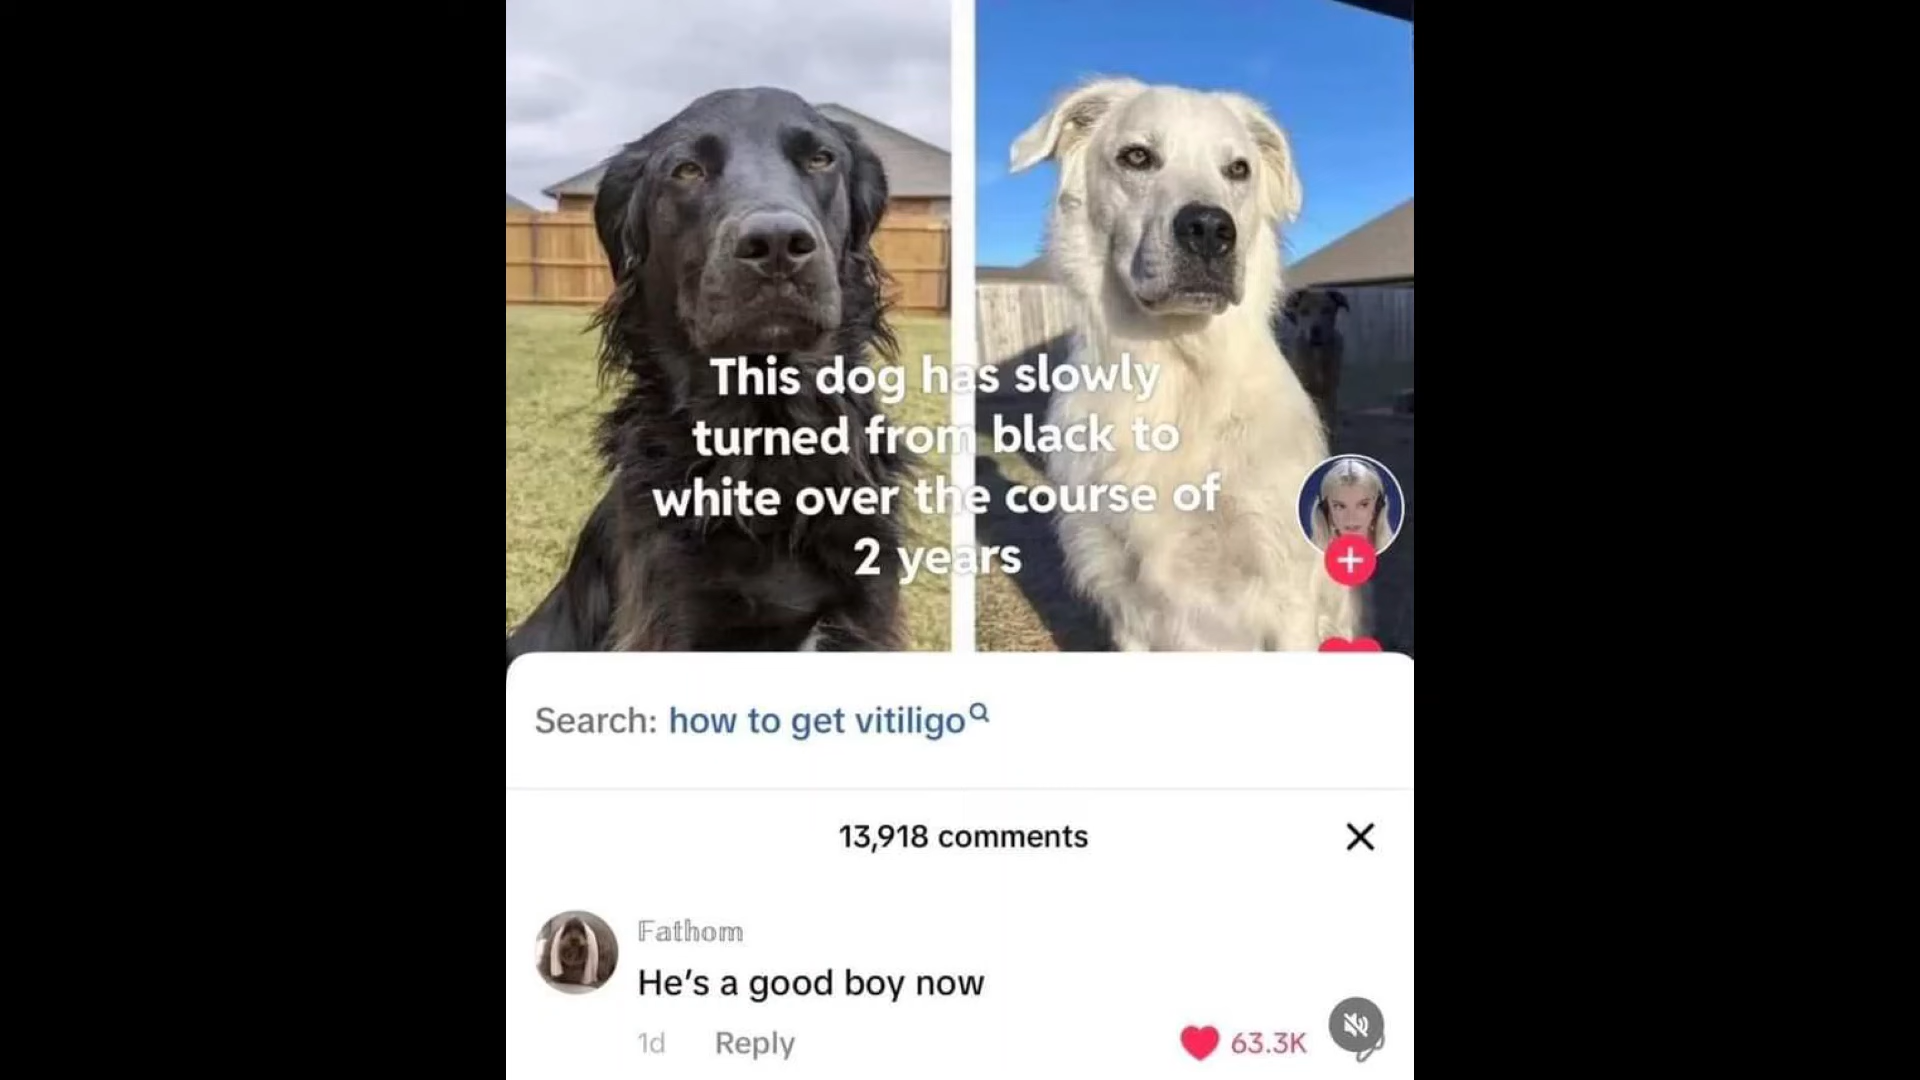 This dog has slowly
turned from black to
white over the course of
2 years
Search: how to get vitiligo
13,918 comments
Fathom
He's a good boy now
1d Reply 63.3K